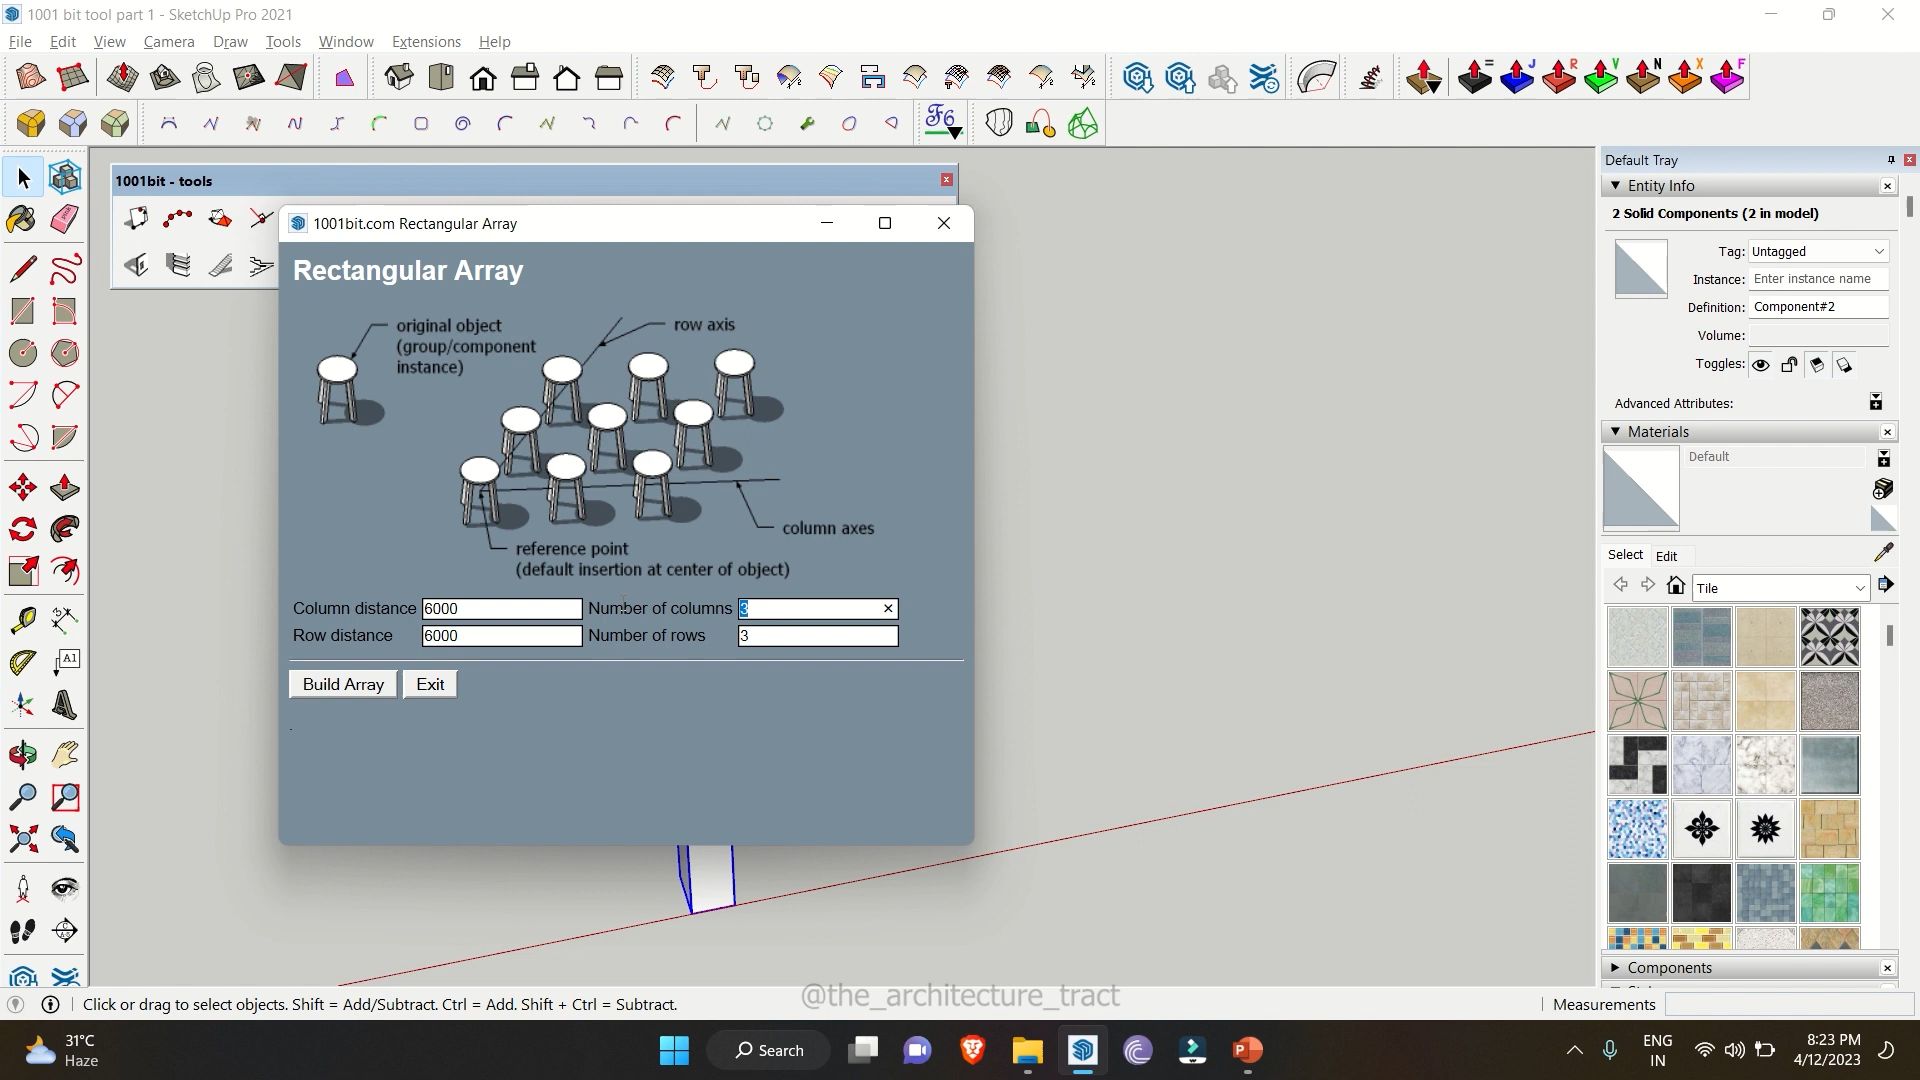 1001 bit tool part 1 - SketchUp Pro 2021
File Edit View Camera Draw Tools Window Extensions Help
= J R V N X F
F6
1001bit - tools
1001bit.com Rectangular Array
Rectangular Array
original object
(group/component
instance)
row axis
column axes
reference point
(default insertion at center of object)
Column distance 6000 Number of columns 3
Row distance 6000 Number of rows 3
Build Array Exit
A1
Default Tray
Entity Info
2 Solid Components (2 in model)
Tag: Untagged
Instance: Enter instance name
Definition: Component#2
Volume:
Toggles:
Advanced Attributes:
Materials
Default
Select Edit
Tile
Components
Click or drag to select objects. Shift = Add/Subtract. Ctrl = Add. Shift + Ctrl = Subtract.
@the_architecture_tract
Measurements
31°C
Haze
Search
ENG
IN
8:23 PM
4/12/2023